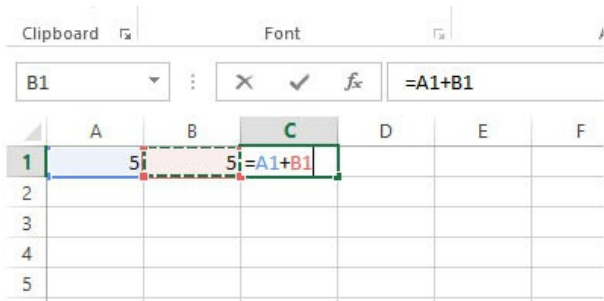 Clipboard Font
B1 fx =A1+B1
A B C D E F
1 5 5 =A1+B1
2
3
4
5